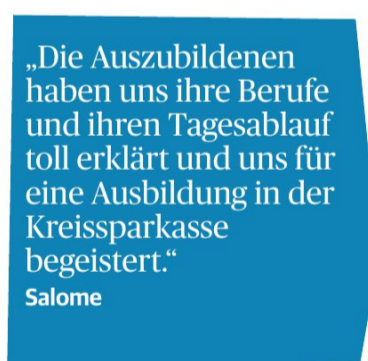 „Die Auszubildenen
haben uns ihre Berufe
und ihren Tagesablauf
toll erklärt und uns für
eine Ausbildung in der
Kreissparkasse
begeistert.“
Salome